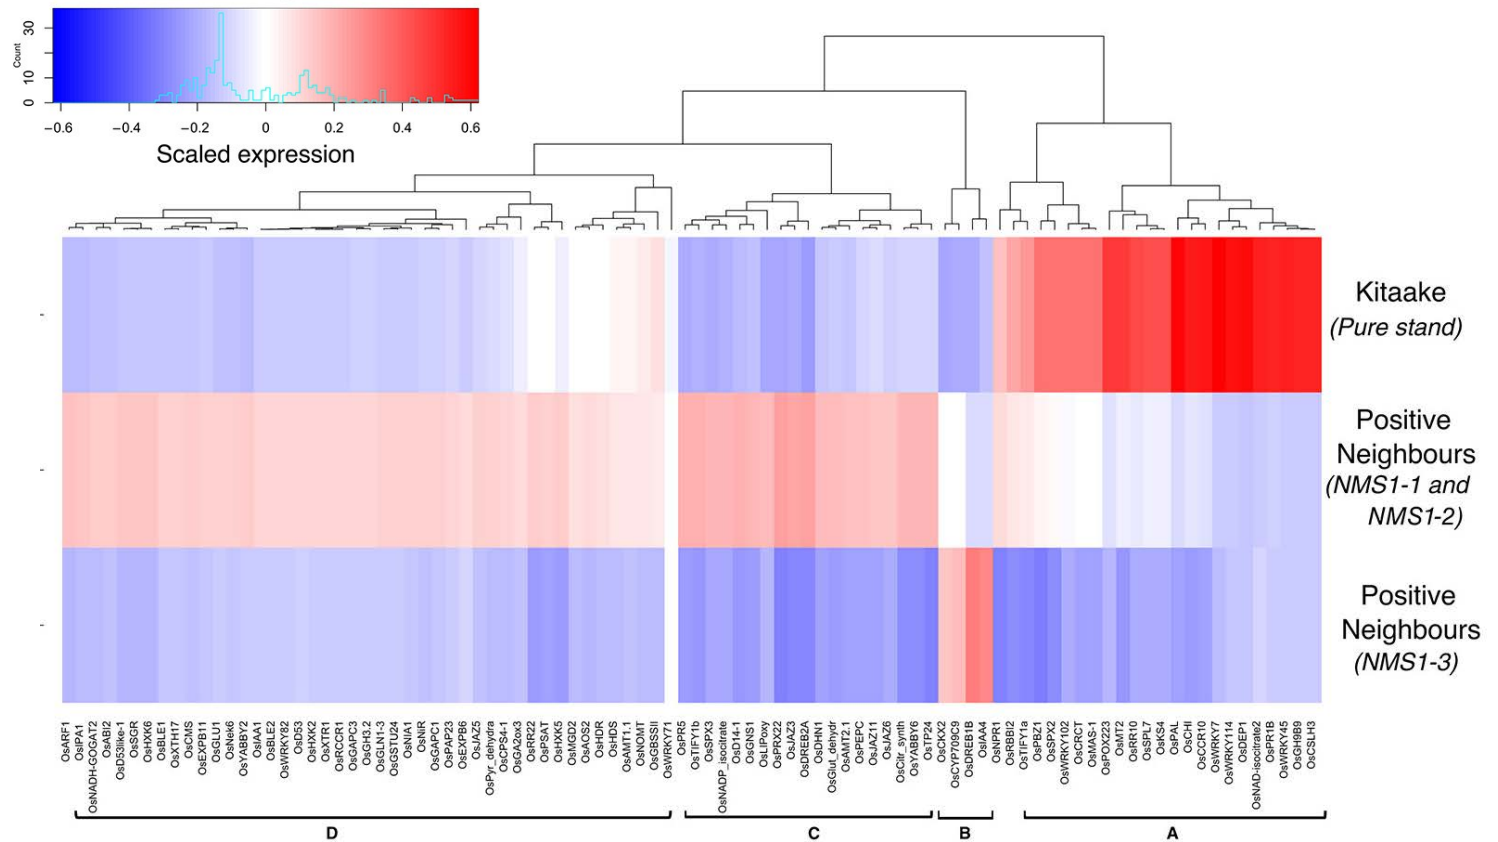 Count
0
10
30
−0.6
−0.4
−0.2
0
0.2
0.4
0.6
Scaled expression
Kitaake
(Pure stand)
Positive
Neighbours
(NMS1-1 and
NMS1-2)
Positive
Neighbours
(NMS1-3)
OsARF1
OsIPA1
OsNADH-GOGAT2
OsABI2
OsD53like-1
OsSGR
OsHXK6
OsBLE1
OsXTH17
OsCMS
OsEXPB11
OsGLU1
OsNek6
OsYABBY2
OsIAA1
OsBLE2
OsWRKY82
OsD53
OsHXK2
OsXTR1
OsRCCR1
OsGAPC3
OsGH3.2
OsGLN1-3
OsGSTU24
OsNIA1
OsNIR
OsGAPC1
OsPAP23
OsEXPB6
OsJAZ5
OsPyr_dehydra
OsCPS4-1
OsGA2ox3
OsRR22
OsPSAT
OsHXK5
OsMGD2
OsAOS2
OsHDR
OsHDS
OsAMT1.1
OsNOMT
OsGBSSII
OsWRKY71
OsPR5
OsTIFY1b
OsSPX3
OsNADP_isocitrate
OsD14-1
OsGNS1
OsLIPoxy
OsPRX22
OsJAZ3
OsDREB2A
OsDHN1
OsGlut_dehydr
OsAMT2.1
OsPEPC
OsJAZ11
OsJAZ6
OsCitr_synth
OsYABBY6
OsTP24
OsCKX2
OsCYP709C9
OsDREB1B
OsIAA4
OsNPR1
OsRBBI2
OsTIFY1a
OsPBZ1
OsSPX2
OsWRKY102
OsCRCT
OsMAS-1
OsPOX223
OsMT2
OsRR10
OsSPL7
OsKS4
OsPAL
OsCHI
OsCCR10
OsWRKY7
OsWRKY114
OsDEP1
OsNAD-isocitrate2
OsPR1B
OsWRKY45
OsGH9B9
OsCSLH3
D
C
B
A